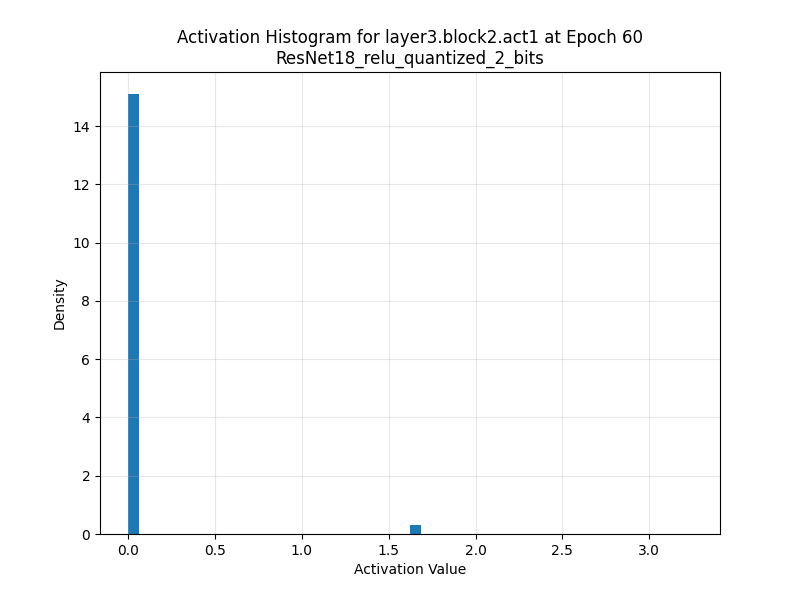 Activation Histogram for layer3.block2.act1 at Epoch 60
ResNet18_relu_quantized_2_bits
14
12
10
8
6
4
2
0
Density
0.0 0.5 1.0 1.5 2.0 2.5 3.0
Activation Value